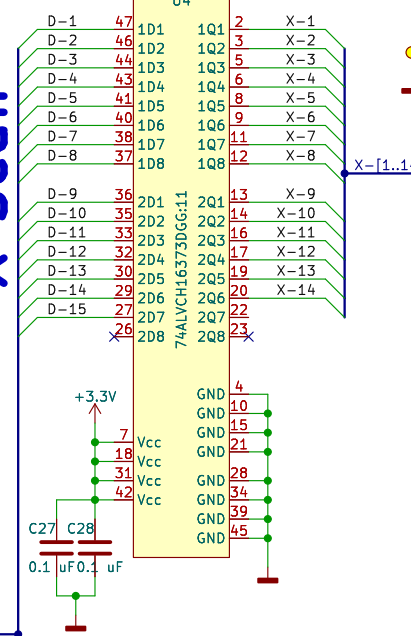 U4
D-1 47 1D1 1Q1 2 X-1
D-2 46 1D2 1Q2 3 X-2
D-3 44 1D3 1Q3 5 X-3
D-4 43 1D4 1Q4 6 X-4
D-5 41 1D5 1Q5 8 X-5
D-6 40 1D6 1Q6 9 X-6
D-7 38 1D7 1Q7 11 X-7
D-8 37 1D8 1Q8 12 X-8
X-[1..1
D-9 36 2D1 2Q1 13 X-9
D-10 35 2D2 2Q2 14 X-10
D-11 33 2D3 2Q3 16 X-11
D-12 32 2D4 2Q4 17 X-12
D-13 30 2D5 2Q5 19 X-13
D-14 29 2D6 2Q6 20 X-14
D-15 27 2D7 2Q7 22
26 2D8 2Q8 23
74ALVCH16373DGG:11
GND 4
+3.3V GND 10
GND 15
7 Vcc GND 21
18 Vcc
31 Vcc GND 28
42 Vcc GND 34
GND 39
C27 C28
GND 45
0.1 uF 0.1 uF